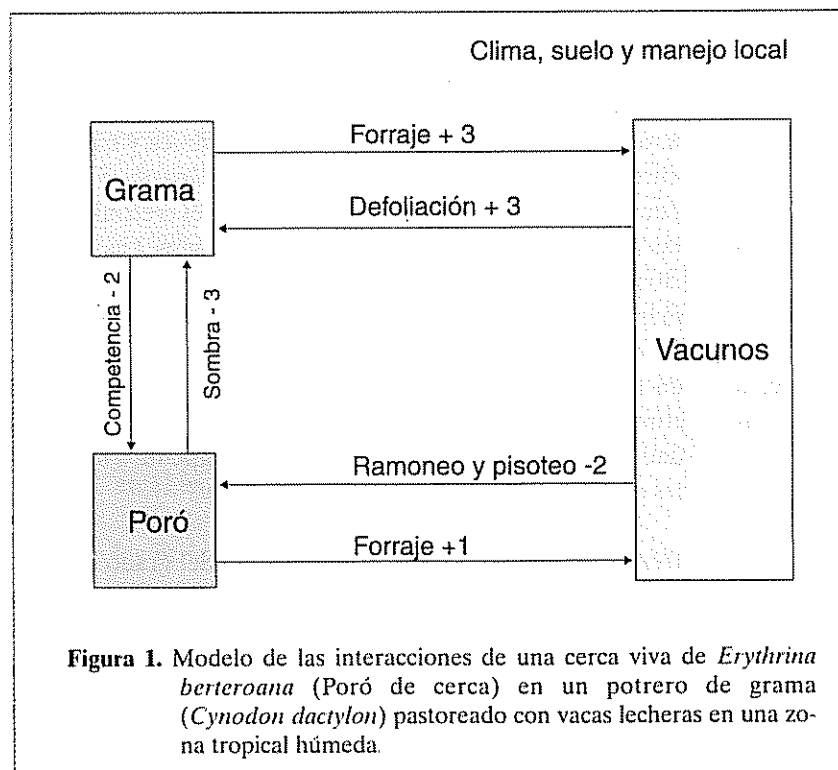 Clima, suelo y manejo local
Forraje + 3
Grama
Defoliación + 3
Competencia - 2
Sombra - 3
Vacunos
Ramoneo y pisoteo -2
Poró
Forraje +1
Figura 1. Modelo de las interacciones de una cerca viva de Erythrina
berteroana (Poró de cerca) en un potrero de grama
(Cynodon dactylon) pastoreado con vacas lecheras en una zo-
na tropical húmeda.